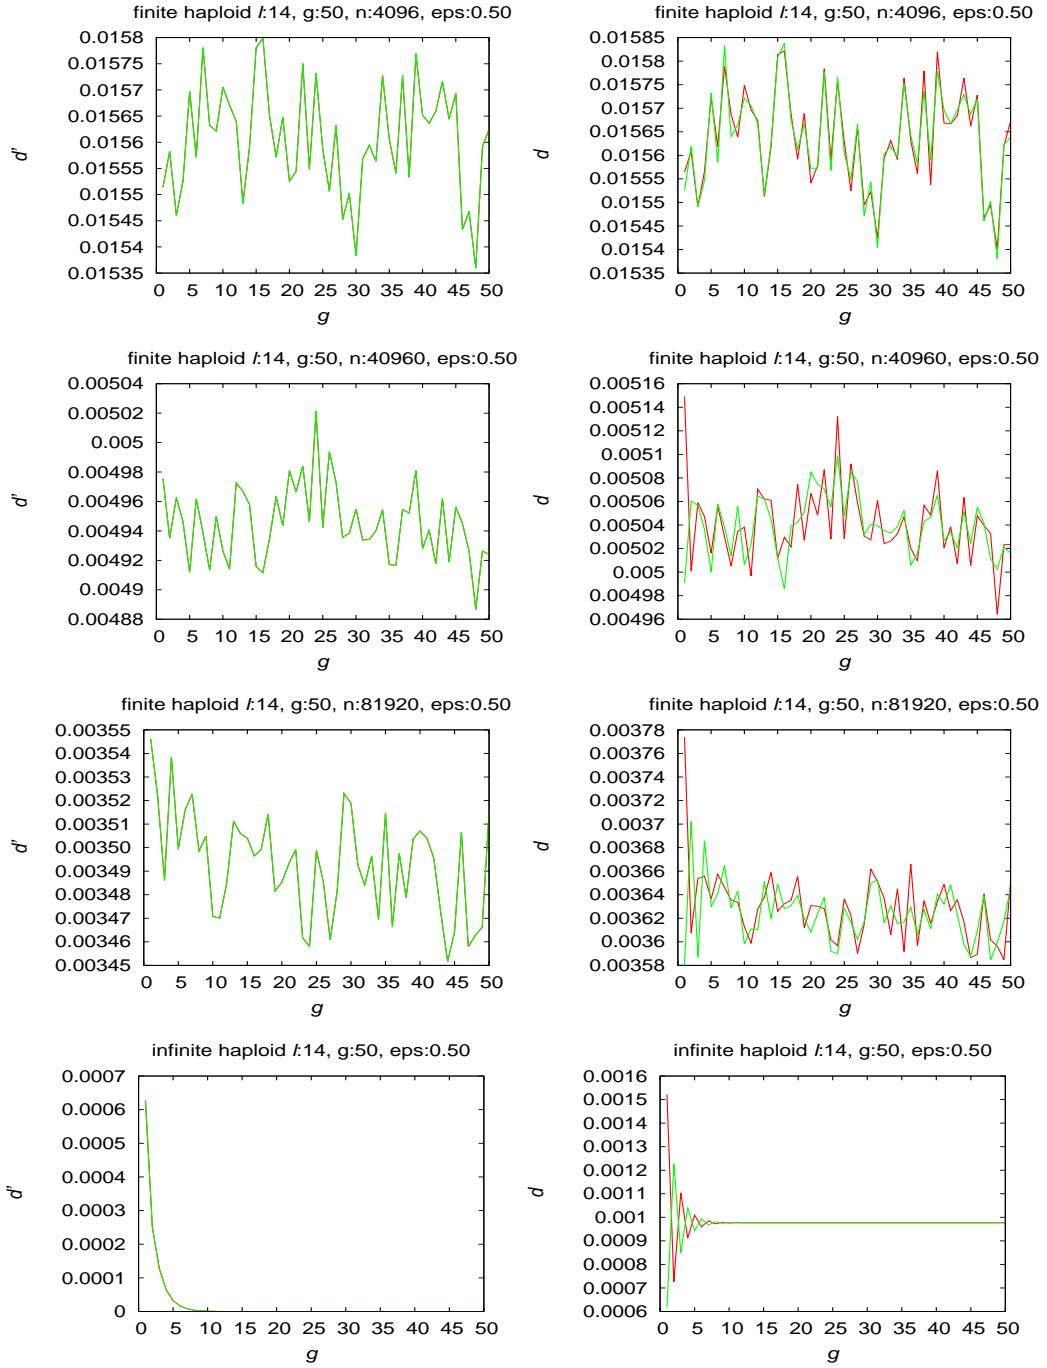 finite haploid l:14, g:50, n:4096, eps:0.50
0.0158
0.01575
0.0157
0.01565
0.0156
0.01555
0.0155
0.01545
0.0154
0.01535
d'
0 5 10 15 20 25 30 35 40 45 50
g
finite haploid l:14, g:50, n:4096, eps:0.50
0.01585
0.0158
0.01575
0.0157
0.01565
0.0156
0.01555
0.0155
0.01545
0.0154
0.01535
d
0 5 10 15 20 25 30 35 40 45 50
g
finite haploid l:14, g:50, n:40960, eps:0.50
0.00504
0.00502
0.005
0.00498
0.00496
0.00494
0.00492
0.0049
0.00488
d'
0 5 10 15 20 25 30 35 40 45 50
g
finite haploid l:14, g:50, n:40960, eps:0.50
0.00516
0.00514
0.00512
0.0051
0.00508
0.00506
0.00504
0.00502
0.005
0.00498
0.00496
d
0 5 10 15 20 25 30 35 40 45 50
g
finite haploid l:14, g:50, n:81920, eps:0.50
0.00355
0.00354
0.00353
0.00352
0.00351
0.00350
0.00349
0.00348
0.00347
0.00346
0.00345
d'
0 5 10 15 20 25 30 35 40 45 50
g
finite haploid l:14, g:50, n:81920, eps:0.50
0.00378
0.00376
0.00374
0.00372
0.0037
0.00368
0.00366
0.00364
0.00362
0.0036
0.00358
d
0 5 10 15 20 25 30 35 40 45 50
g
infinite haploid l:14, g:50, eps:0.50
0.0007
0.0006
0.0005
0.0004
0.0003
0.0002
0.0001
0
d'
0 5 10 15 20 25 30 35 40 45 50
g
infinite haploid l:14, g:50, eps:0.50
0.0016
0.0015
0.0014
0.0013
0.0012
0.0011
0.001
0.0009
0.0008
0.0007
0.0006
d
0 5 10 15 20 25 30 35 40 45 50
g